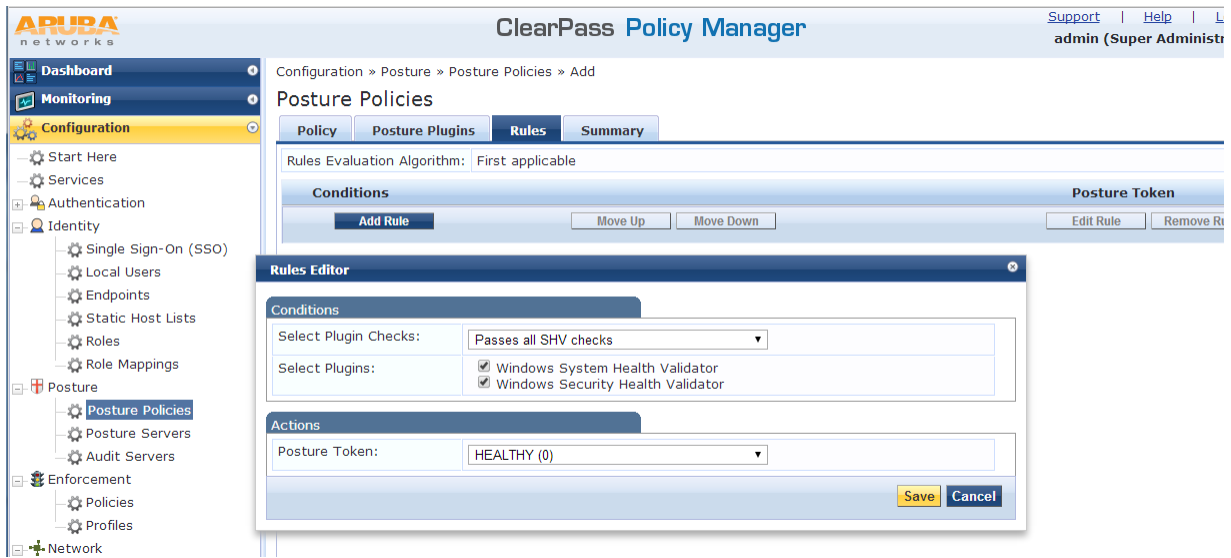 ARUBA
networks
ClearPass Policy Manager
Support | Help |
admin (Super Administr
Dashboard
Monitoring
Configuration
Start Here
Services
Authentication
Identity
Single Sign-On (SSO)
Local Users
Endpoints
Static Host Lists
Roles
Role Mappings
Posture
Posture Policies
Posture Servers
Audit Servers
Enforcement
Policies
Profiles
Network
Configuration » Posture » Posture Policies » Add
Posture Policies
Policy Posture Plugins Rules Summary
Rules Evaluation Algorithm: First applicable
Conditions Posture Token
Add Rule Move Up Move Down Edit Rule Remove Ru
Rules Editor
Conditions
Select Plugin Checks: Passes all SHV checks
Select Plugins: Windows System Health Validator
Windows Security Health Validator
Actions
Posture Token: HEALTHY (0)
Save Cancel